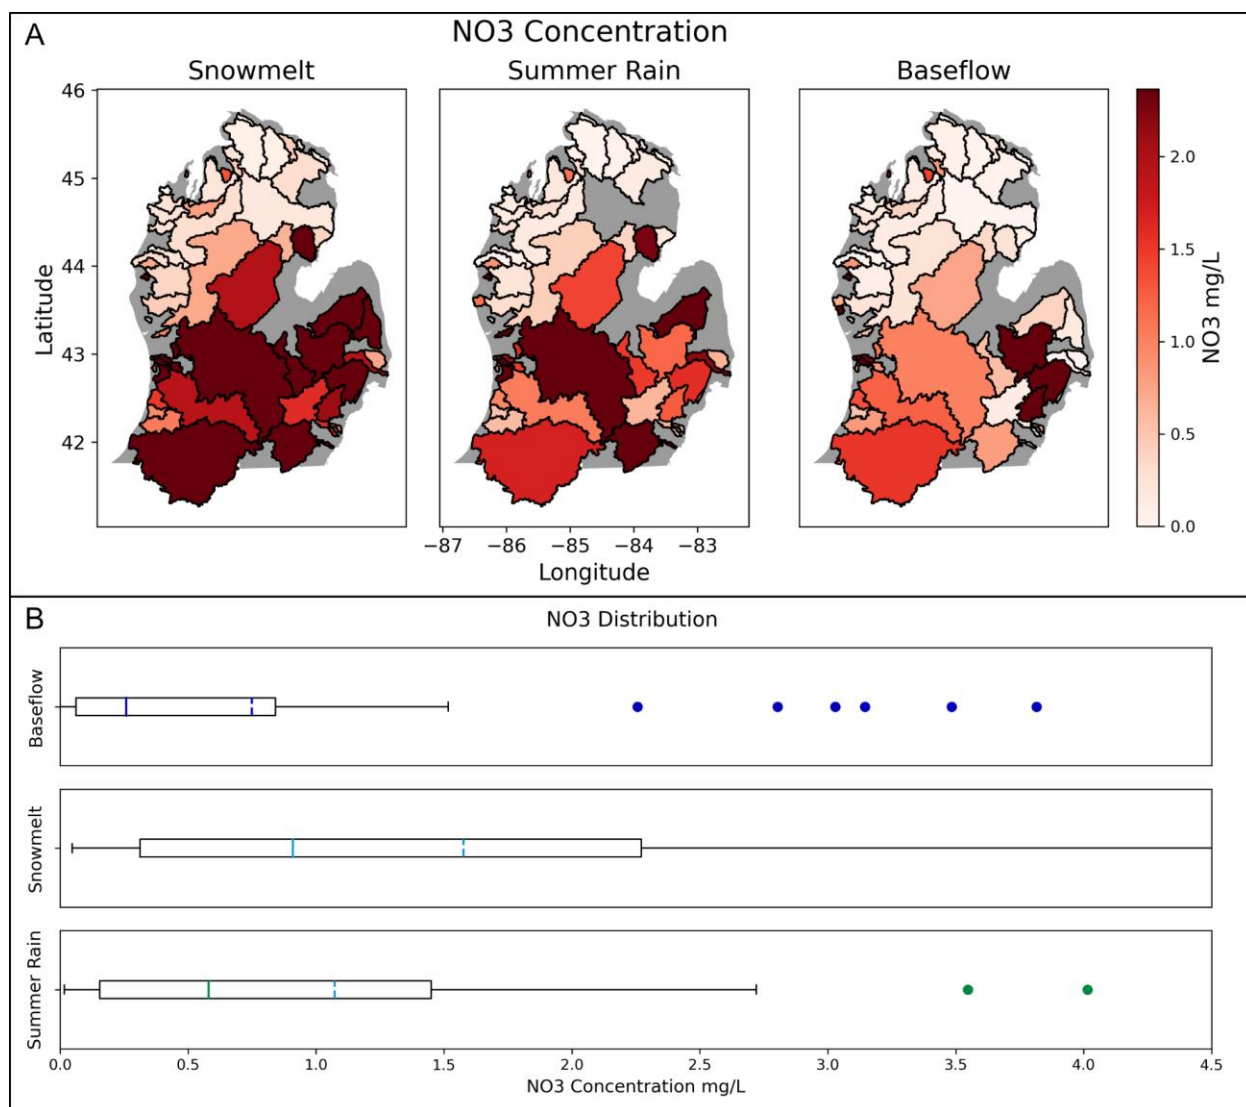 A
NO3 Concentration
Snowmelt
Summer Rain
Baseflow
46
45
44
43
42
Latitude
−87
−86
−85
−84
−83
Longitude
2.0
1.5
1.0
0.5
0.0
NO3 mg/L
B
NO3 Distribution
Baseflow
Snowmelt
Summer Rain
0.0
0.5
1.0
1.5
2.0
2.5
3.0
3.5
4.0
4.5
NO3 Concentration mg/L